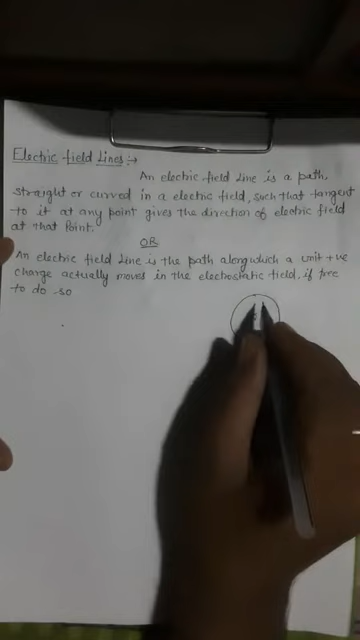 Electric field Lines :→
An electric field Line is a path,
straight or curved in a electric field, such that tangent
to it at any point gives the direction of electric field
at that Point.
OR
An electric field Line is the path along which a unit +ve
charge actually moves in the electrostatic field, if free
to do so